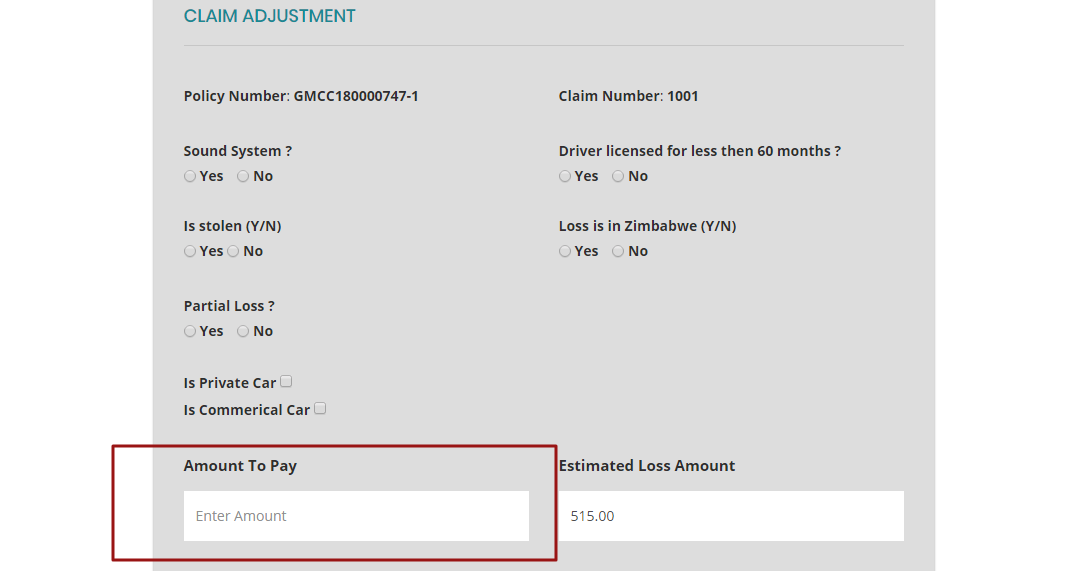 CLAIM ADJUSTMENT
Policy Number: GMCC180000747-1
Claim Number: 1001
Sound System ?
Yes No
Driver licensed for less then 60 months ?
Yes No
Is stolen (Y/N)
Yes No
Loss is in Zimbabwe (Y/N)
Yes No
Partial Loss ?
Yes No
Is Private Car
Is Commerical Car
Amount To Pay
Enter Amount
Estimated Loss Amount
515.00